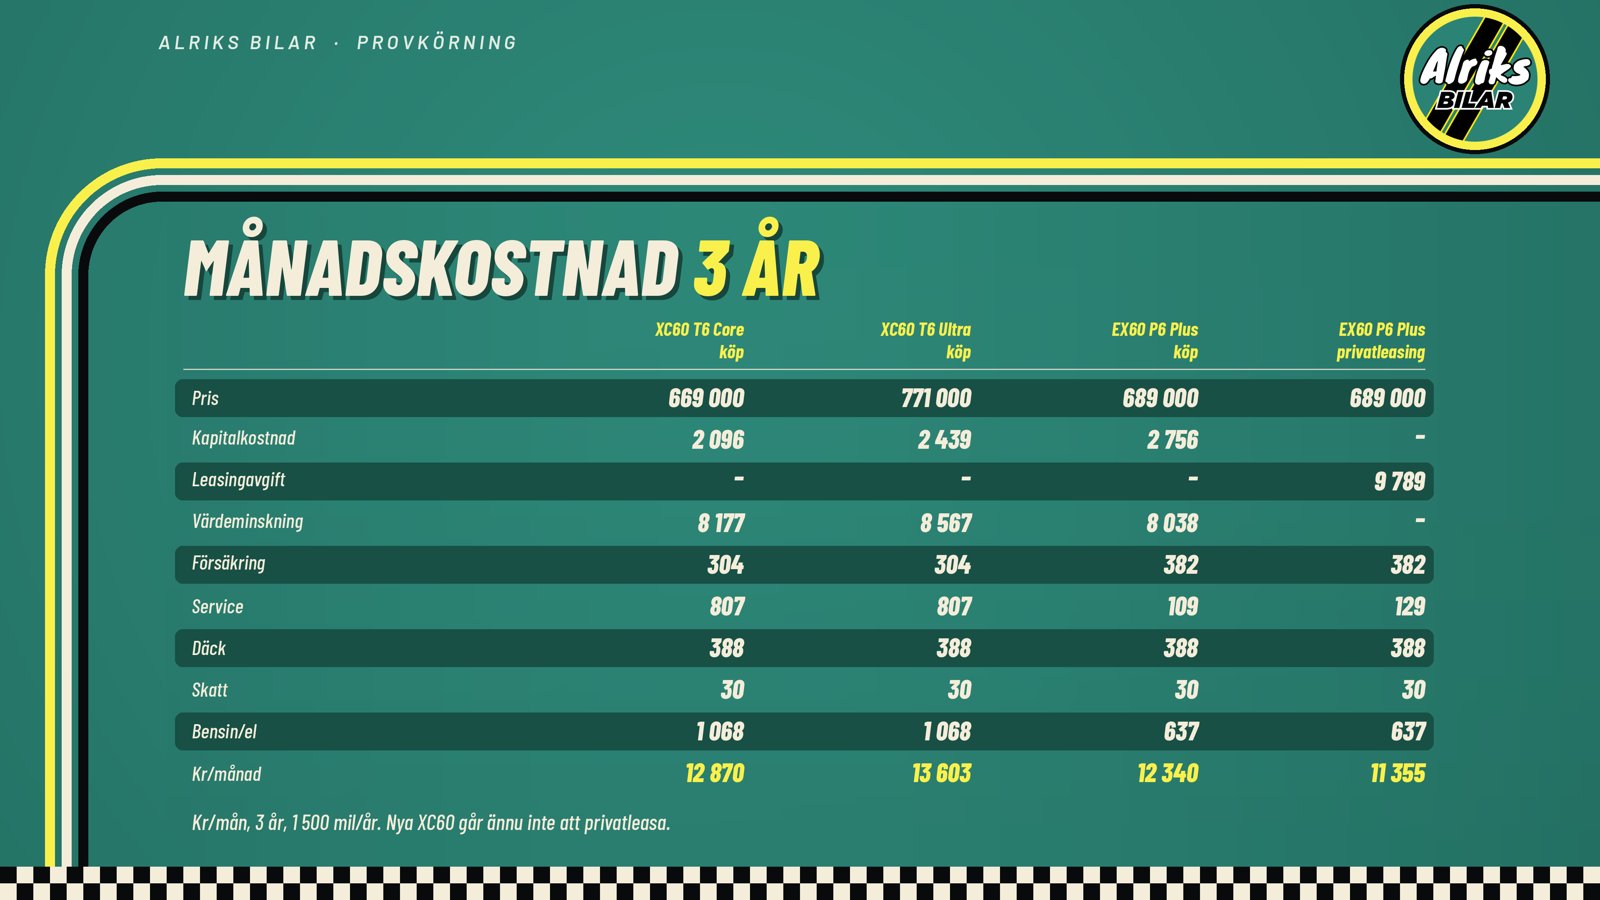 ALRIKS BILAR · PROVKÖRNING
Alriks
BILAR
MÅNADSKOSTNAD 3 ÅR
XC60 T6 Core köp XC60 T6 Ultra köp EX60 P6 Plus köp EX60 P6 Plus privatleasing
Pris 669 000 771 000 689 000 689 000
Kapitalkostnad 2 096 2 439 2 756 –
Leasingavgift – – – 9 789
Värdeminskning 8 177 8 567 8 038 –
Försäkring 304 304 382 382
Service 807 807 109 129
Däck 388 388 388 388
Skatt 30 30 30 30
Bensin/el 1 068 1 068 637 637
Kr/månad 12 870 13 603 12 340 11 355
Kr/mån, 3 år, 1 500 mil/år. Nya XC60 går ännu inte att privatleasa.